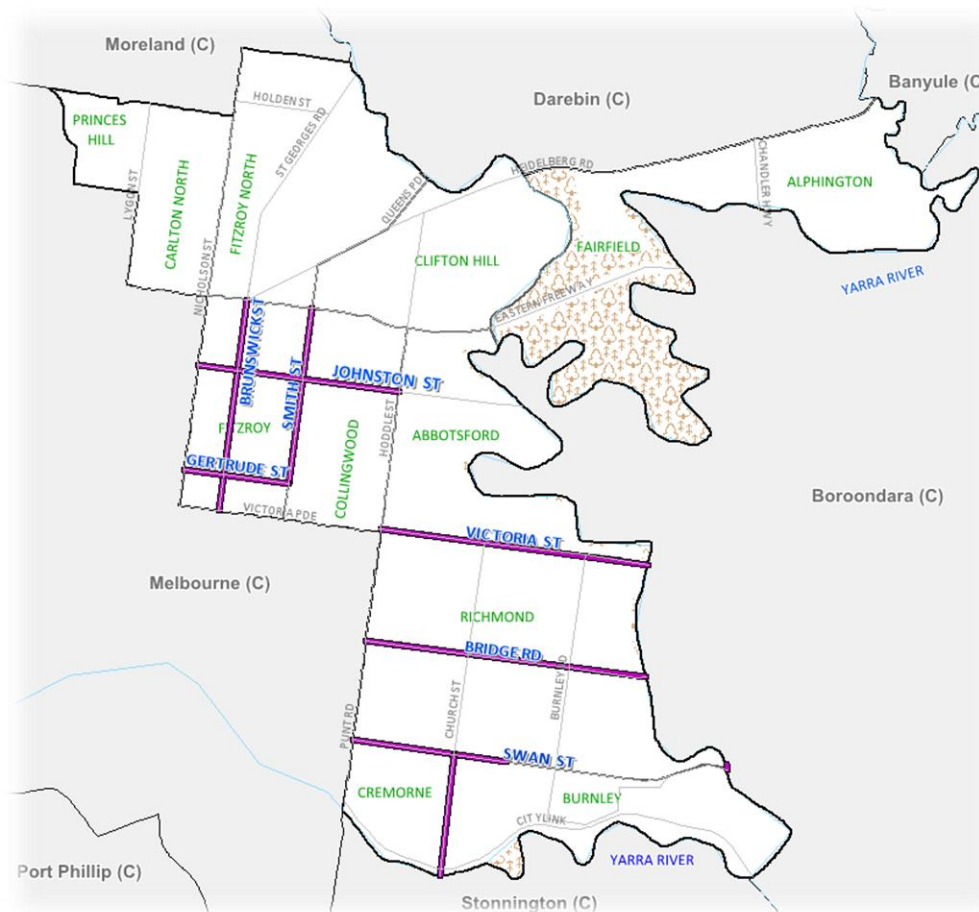 Moreland (C)
Banyule (C
Darebin (C)
HOLDEN ST
PRINCES
HILL
ST GEORGES RD
HEIDELBERG RD
CHANDLER HWY
LYGON ST
CARLTON NORTH
FITZROY NORTH
QUEENS PD
ALPHINGTON
NICHOLSON ST
CLIFTON HILL
FAIRFIELD
YARRA RIVER
EASTERN FREEWAY
BRUNSWICK ST
SMITH ST
JOHNSTON ST
HODDLE ST
FITZROY
COLLINGWOOD
ABBOTSFORD
GERTRUDE ST
VICTORIA PDE
Boroondara (C)
VICTORIA ST
Melbourne (C)
RICHMOND
BRIDGE RD
BURNLEY RD
CHURCH ST
PUNT RD
SWAN ST
CREMORNE
BURNLEY
CITYLINK
YARRA RIVER
Port Phillip (C)
Stonnington (C)